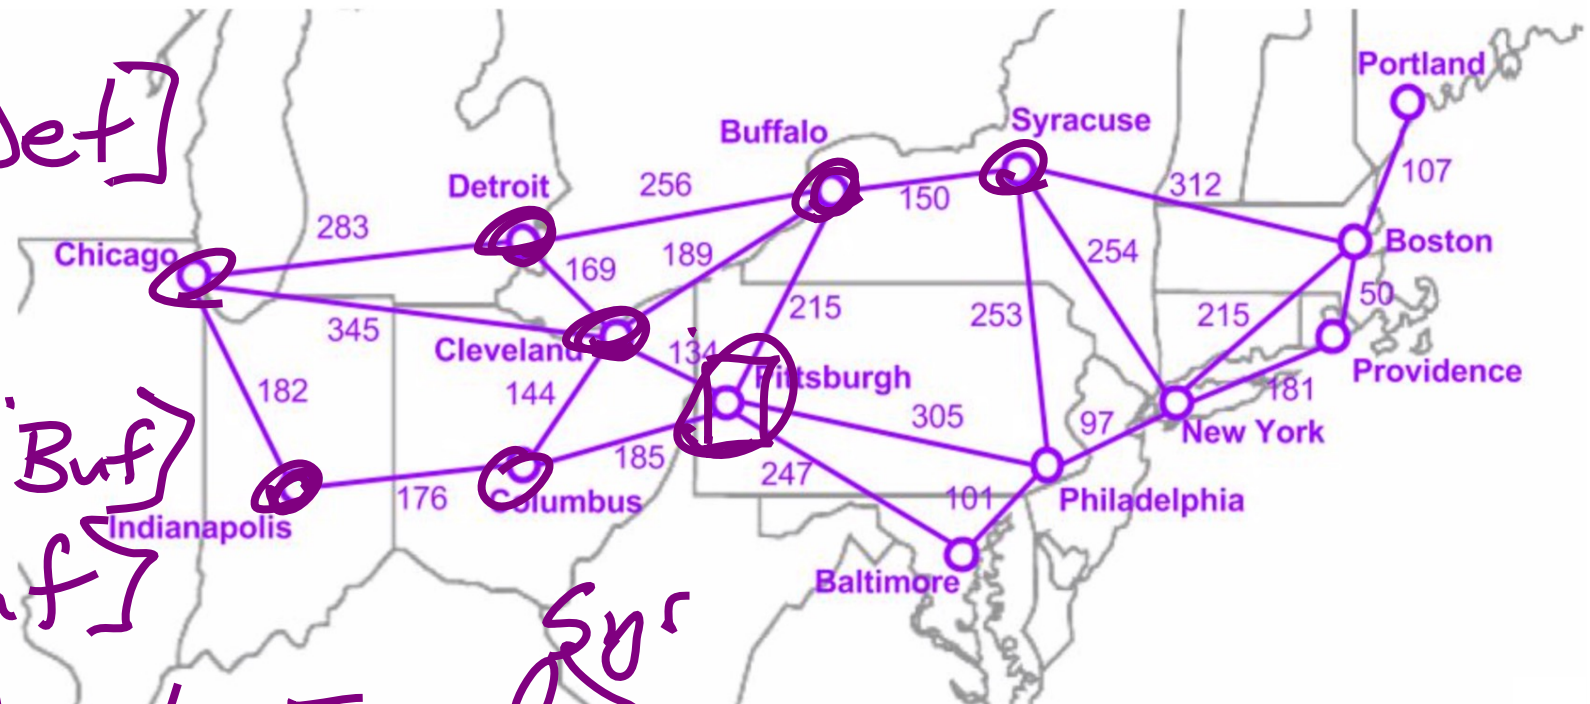 Portland
Syracuse
Buffalo
Det]
107
Detroit
256
312
150
283
Boston
Chicago
169
189
254
50
215
253
215
345
Cleveland
134
Pittsburgh
Providence
182
144
181
305
97
New York
Buf]
185
247
176
Columbus
101
Philadelphia
Indianapolis
Baltimore
Syr